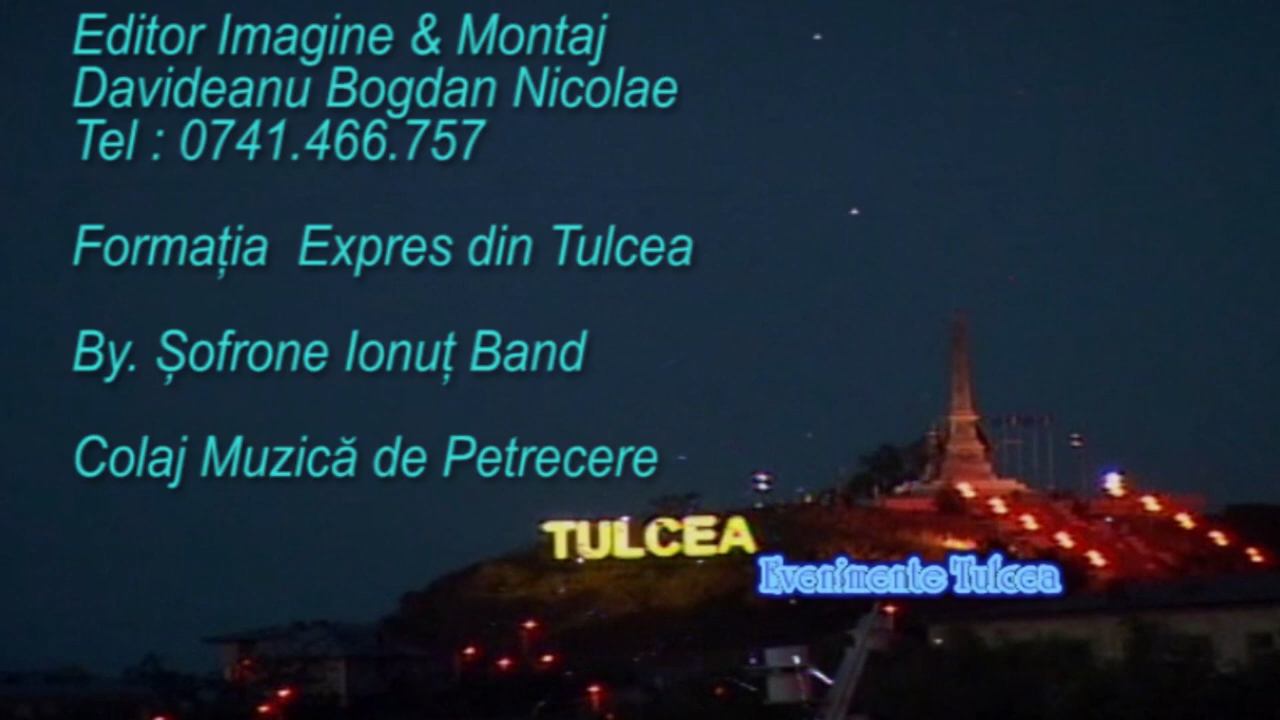 Editor Imagine & Montaj
Davideanu Bogdan Nicolae
Tel : 0741.466.757
Formația Expres din Tulcea
By. Șofrone Ionuț Band
Colaj Muzică de Petrecere
TULCEA
Evenimente Tulcea